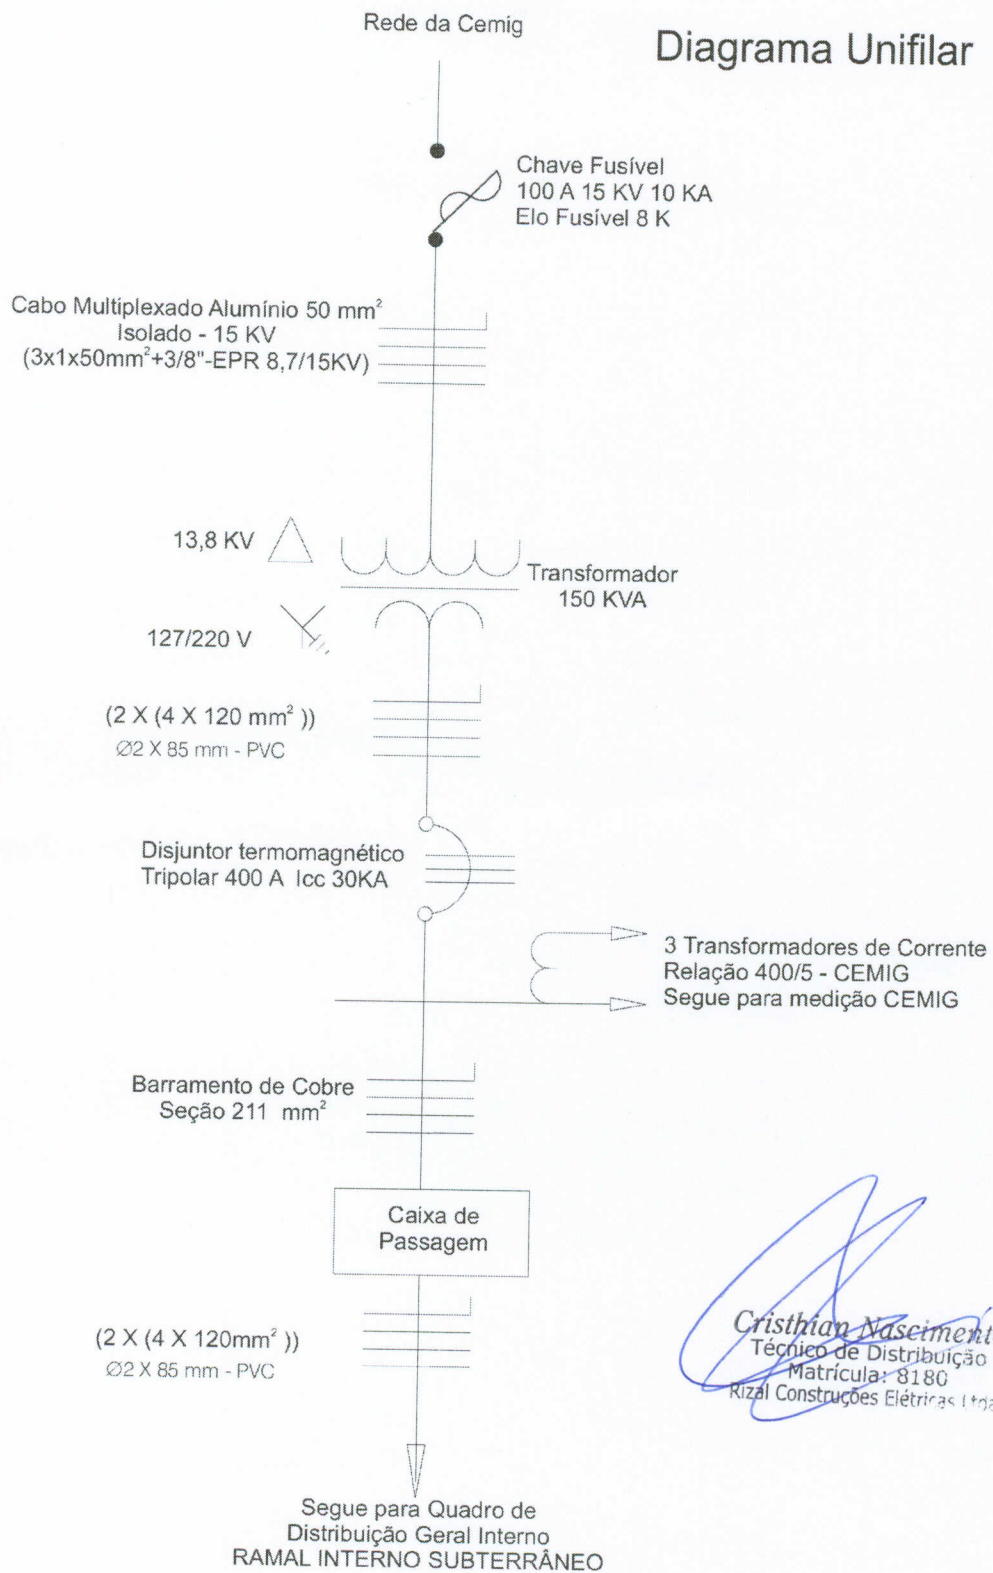 Rede da Cemig
Diagrama Unifilar
Chave Fusível
100 A 15 KV 10 KA
Elo Fusível 8 K
Cabo Multiplexado Alumínio 50 mm²
Isolado - 15 KV
(3x1x50mm²+3/8"-EPR 8,7/15KV)
13,8 KV
Transformador
150 KVA
127/220 V
(2 X (4 X 120 mm² ))
Ø2 X 85 mm - PVC
Disjuntor termomagnético
Tripolar 400 A Icc 30KA
3 Transformadores de Corrente
Relação 400/5 - CEMIG
Segue para medição CEMIG
Barramento de Cobre
Seção 211 mm²
Caixa de
Passagem
(2 X (4 X 120mm² ))
Ø2 X 85 mm - PVC
Cristhian Nasciment
Técnico de Distribuição
Matrícula: 8180
Rizal Construções Elétricas Ltda
Segue para Quadro de
Distribuição Geral Interno
RAMAL INTERNO SUBTERRÂNEO